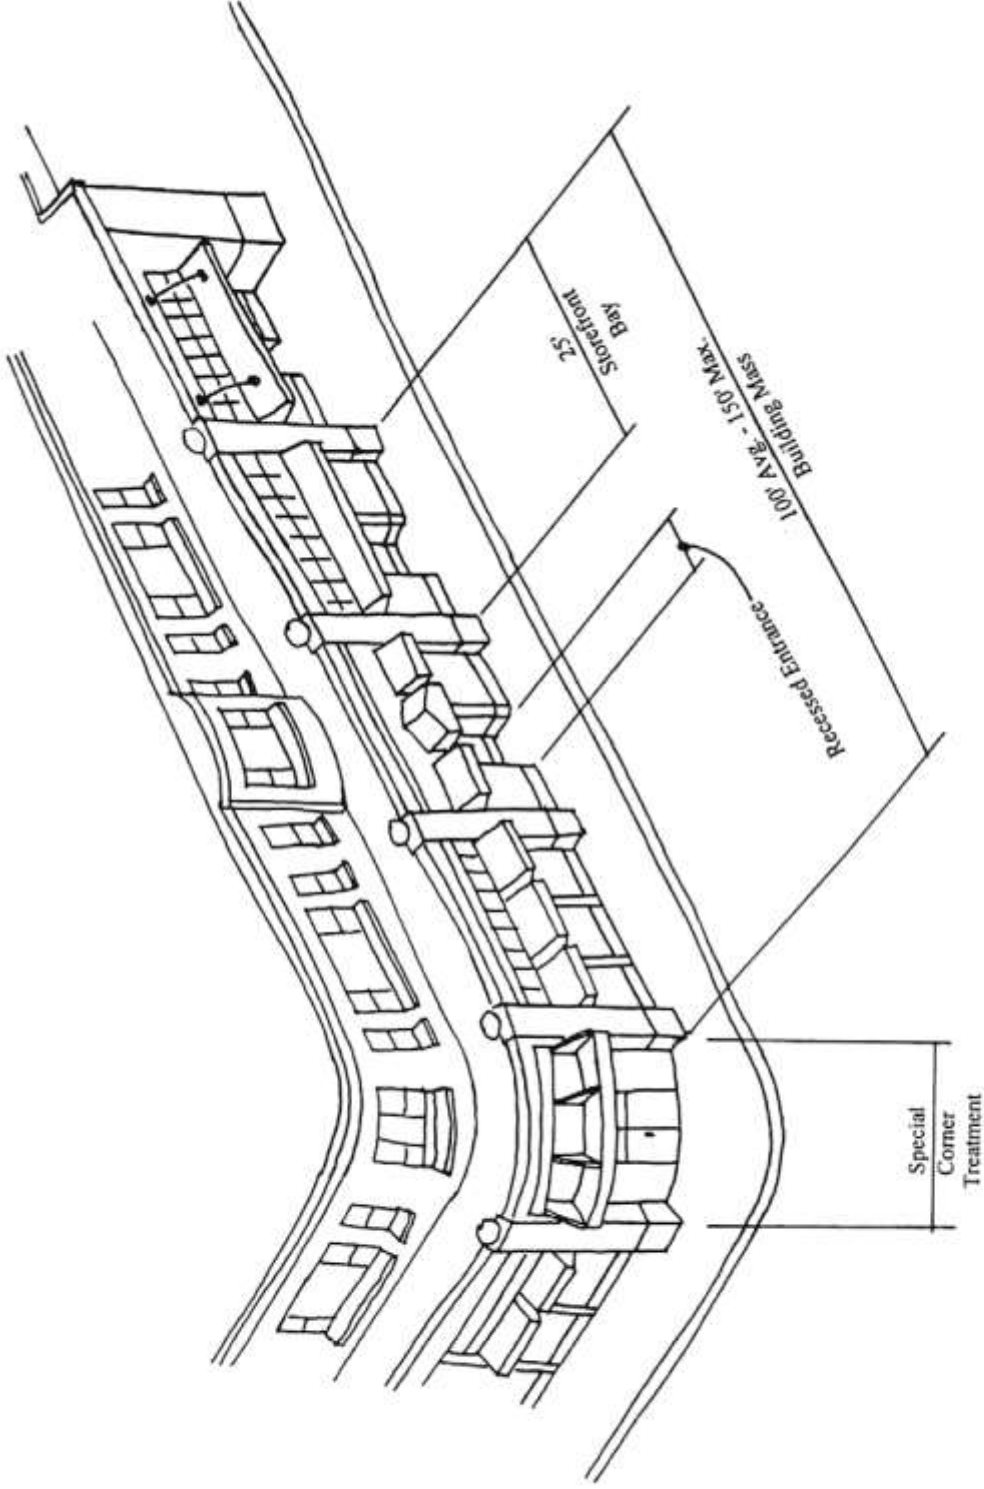 25'
Storefront
Bay
100' Avg. - 150' Max.
Building Mass
Recessed Entrance
Special
Corner
Treatment